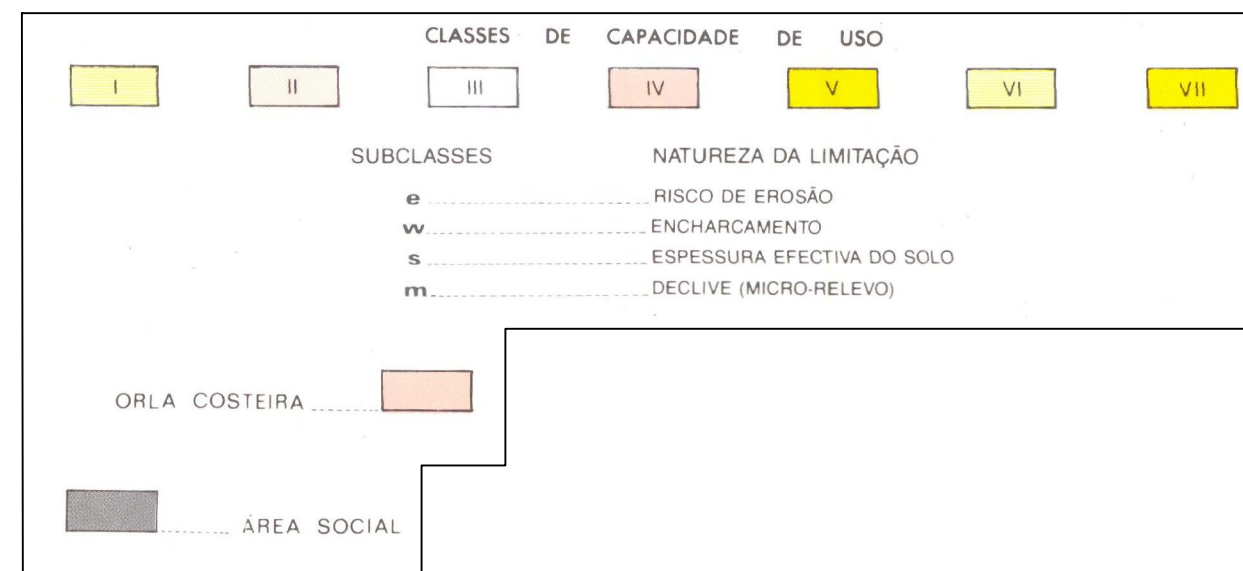 CLASSES DE CAPACIDADE DE USO
I II III IV V VI VII
SUBCLASSES NATUREZA DA LIMITAÇÃO
e RISCO DE EROSÃO
w ENCHARCAMENTO
s ESPESSURA EFECTIVA DO SOLO
m DECLIVE (MICRO-RELEVO)
ORLA COSTEIRA
ÁREA SOCIAL